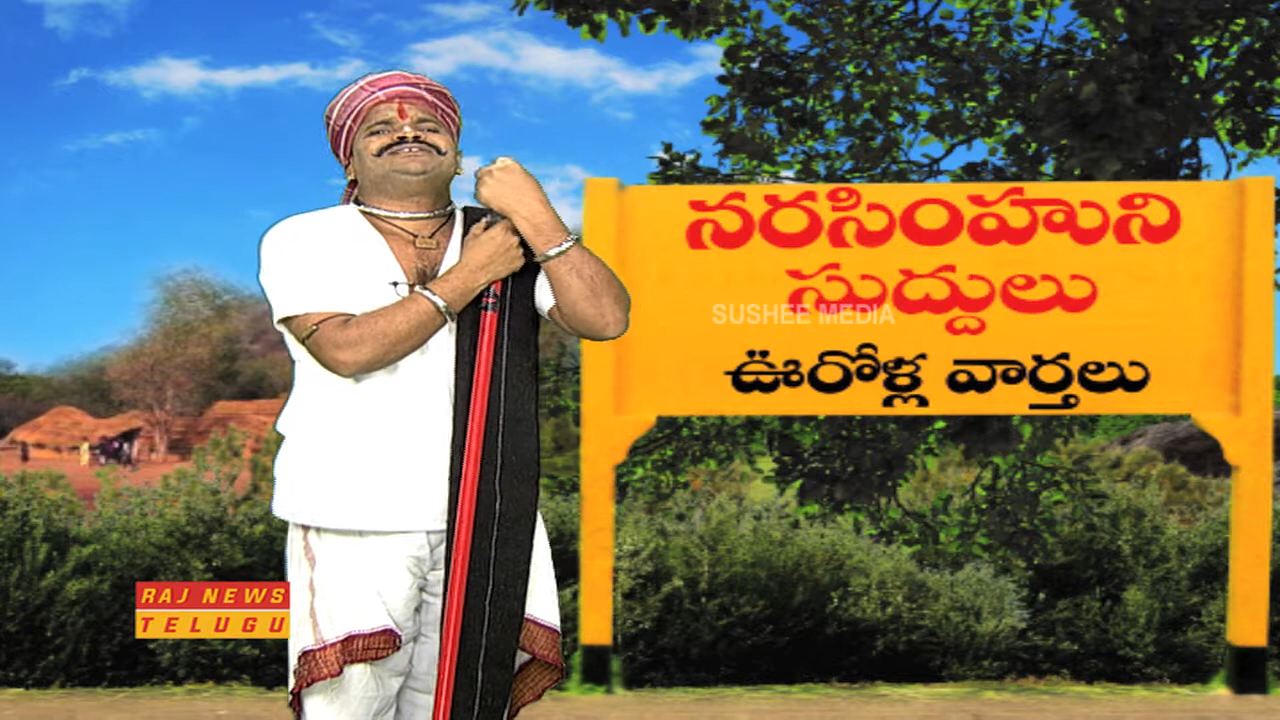 నరసింహుని
సుద్దులు
SUSHEE MEDIA
ఊరోళ్ల వార్తలు
RAJ NEWS
TELUGU